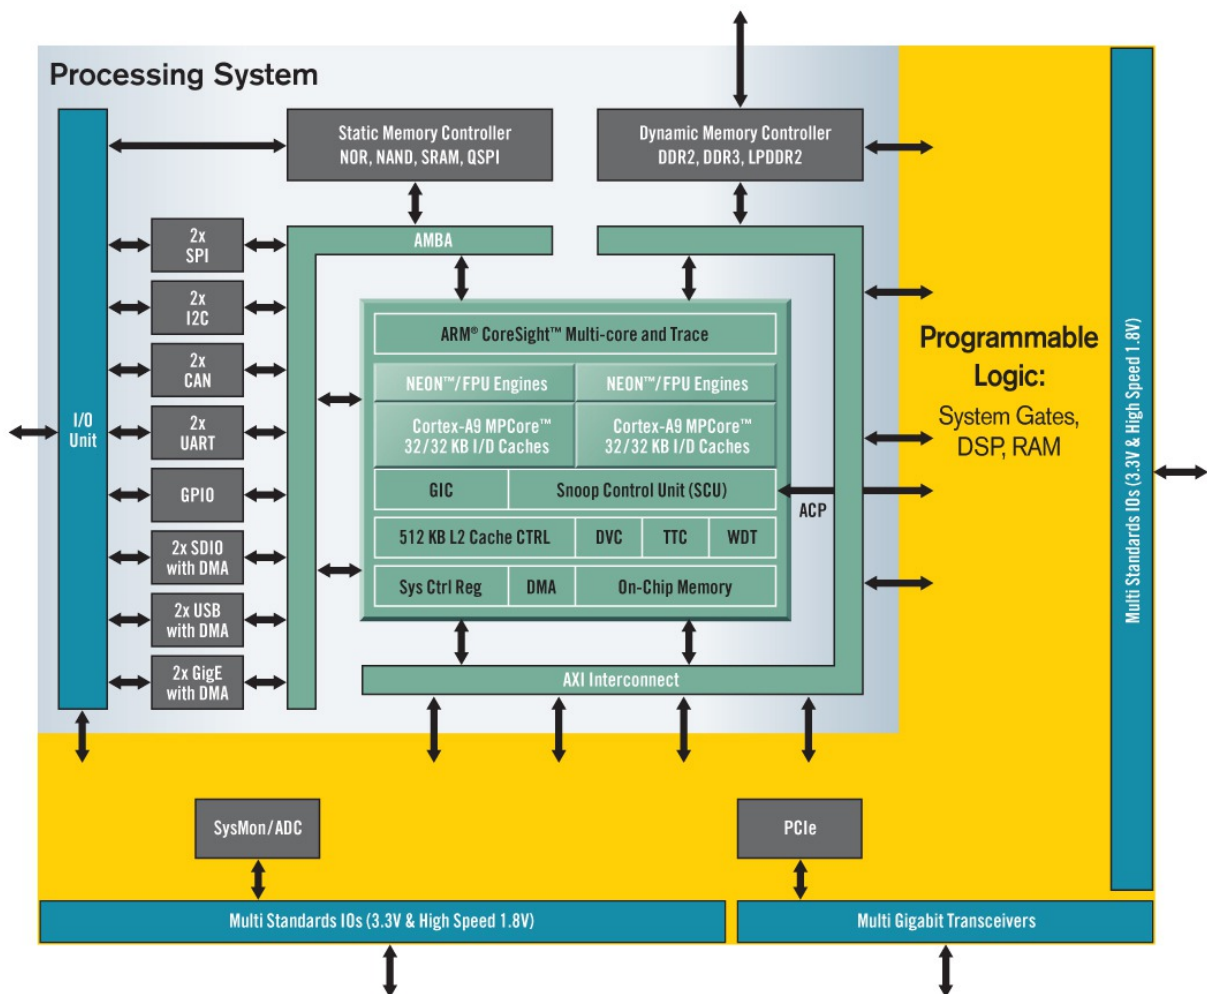 Processing System
Static Memory Controller
NOR, NAND, SRAM, QSPI
Dynamic Memory Controller
DDR2, DDR3, LPDDR2
AMBA
2x
SPI
2x
I2C
2x
CAN
I/O
Unit
2x
UART
GPIO
2x SDIO
with DMA
2x USB
with DMA
2x GigE
with DMA
ARM® CoreSight™ Multi-core and Trace
NEON™/FPU Engines
NEON™/FPU Engines
Cortex-A9 MPCore™
32/32 KB I/D Caches
Cortex-A9 MPCore™
32/32 KB I/D Caches
GIC
Snoop Control Unit (SCU)
ACP
512 KB L2 Cache CTRL
DVC
TTC
WDT
Sys Ctrl Reg
DMA
On-Chip Memory
AXI Interconnect
Programmable
Logic:
System Gates,
DSP, RAM
Multi Standards IOs (3.3V & High Speed 1.8V)
SysMon/ADC
PCIe
Multi Standards IOs (3.3V & High Speed 1.8V)
Multi Gigabit Transceivers